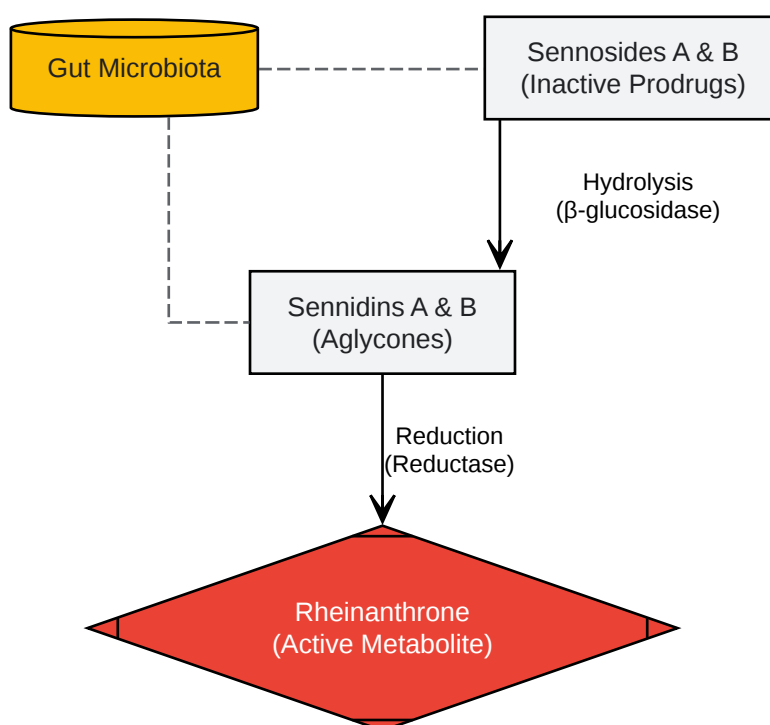 Gut Microbiota
Sennosides A & B
(Inactive Prodrugs)
Hydrolysis
(β-glucosidase)
Sennidins A & B
(Aglycones)
Reduction
(Reductase)
Rheinanthrone
(Active Metabolite)